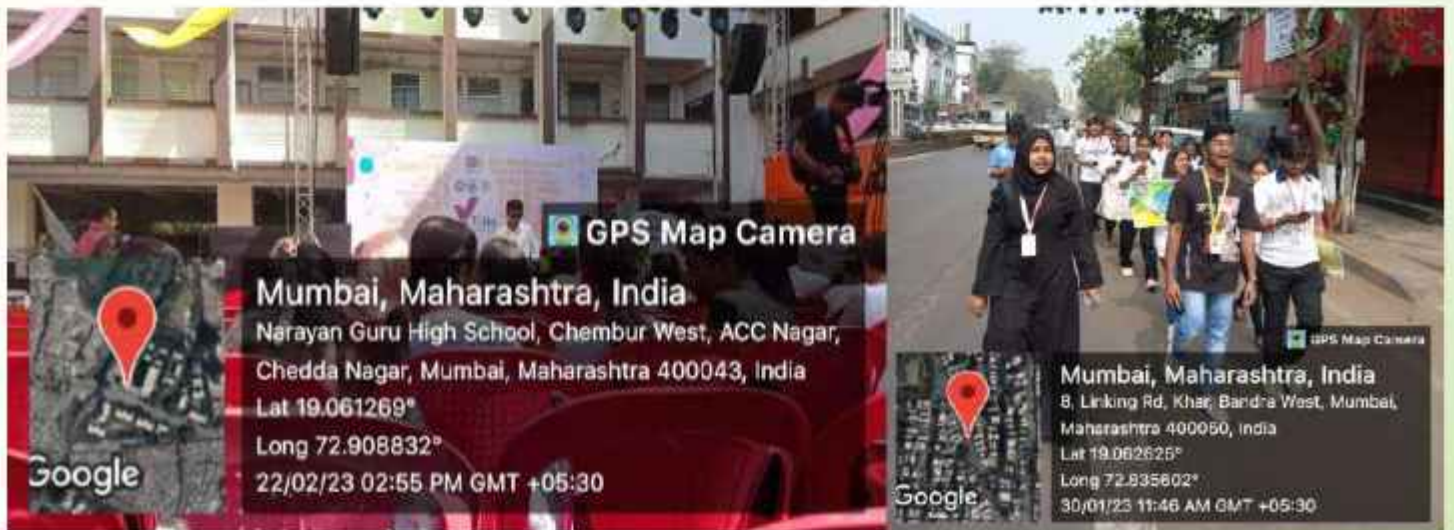 GPS Map Camera
Mumbai, Maharashtra, India
Narayan Guru High School, Chembur West, ACC Nagar,
Chedda Nagar, Mumbai, Maharashtra 400043, India
Lat 19.061269°
Long 72.908832°
22/02/23 02:55 PM GMT +05:30
Google
GPS Map Camera
Mumbai, Maharashtra, India
8, Linking Rd, Khar, Bandra West, Mumbai,
Maharashtra 400050, India
Lat 19.062625°
Long 72.835602°
30/01/23 11:46 AM GMT +05:30
Google